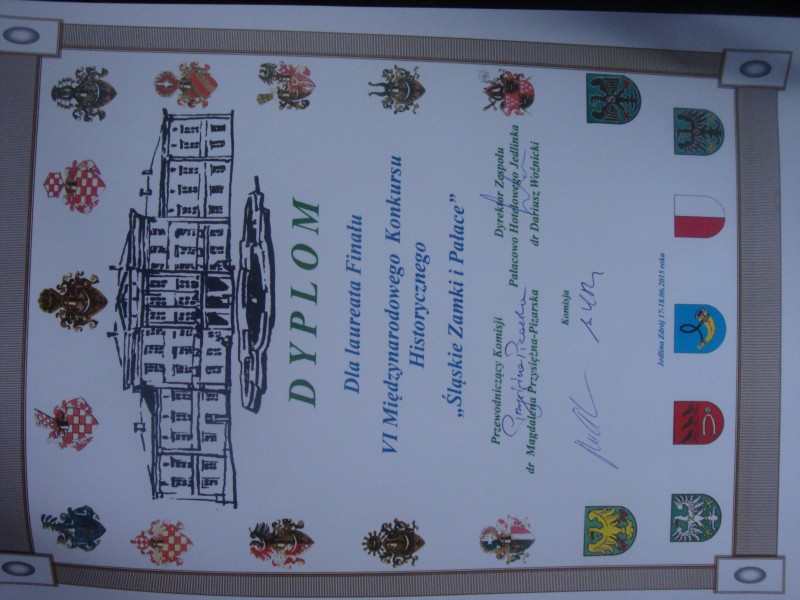 DYPLOM
Dla laureata Finału
VI Międzynarodowego Konkursu
Historycznego
„Śląskie Zamki i Pałace”
Przewodniczący Komisji
dr Magdalena Przysiężna-Pizarska
Dyrektor Zespołu
Pałacowo Hotelowego Jedlinka
dr Dariusz Woźnicki
Komisja
Jedlina Zdrój 17-18.06.2015 roku